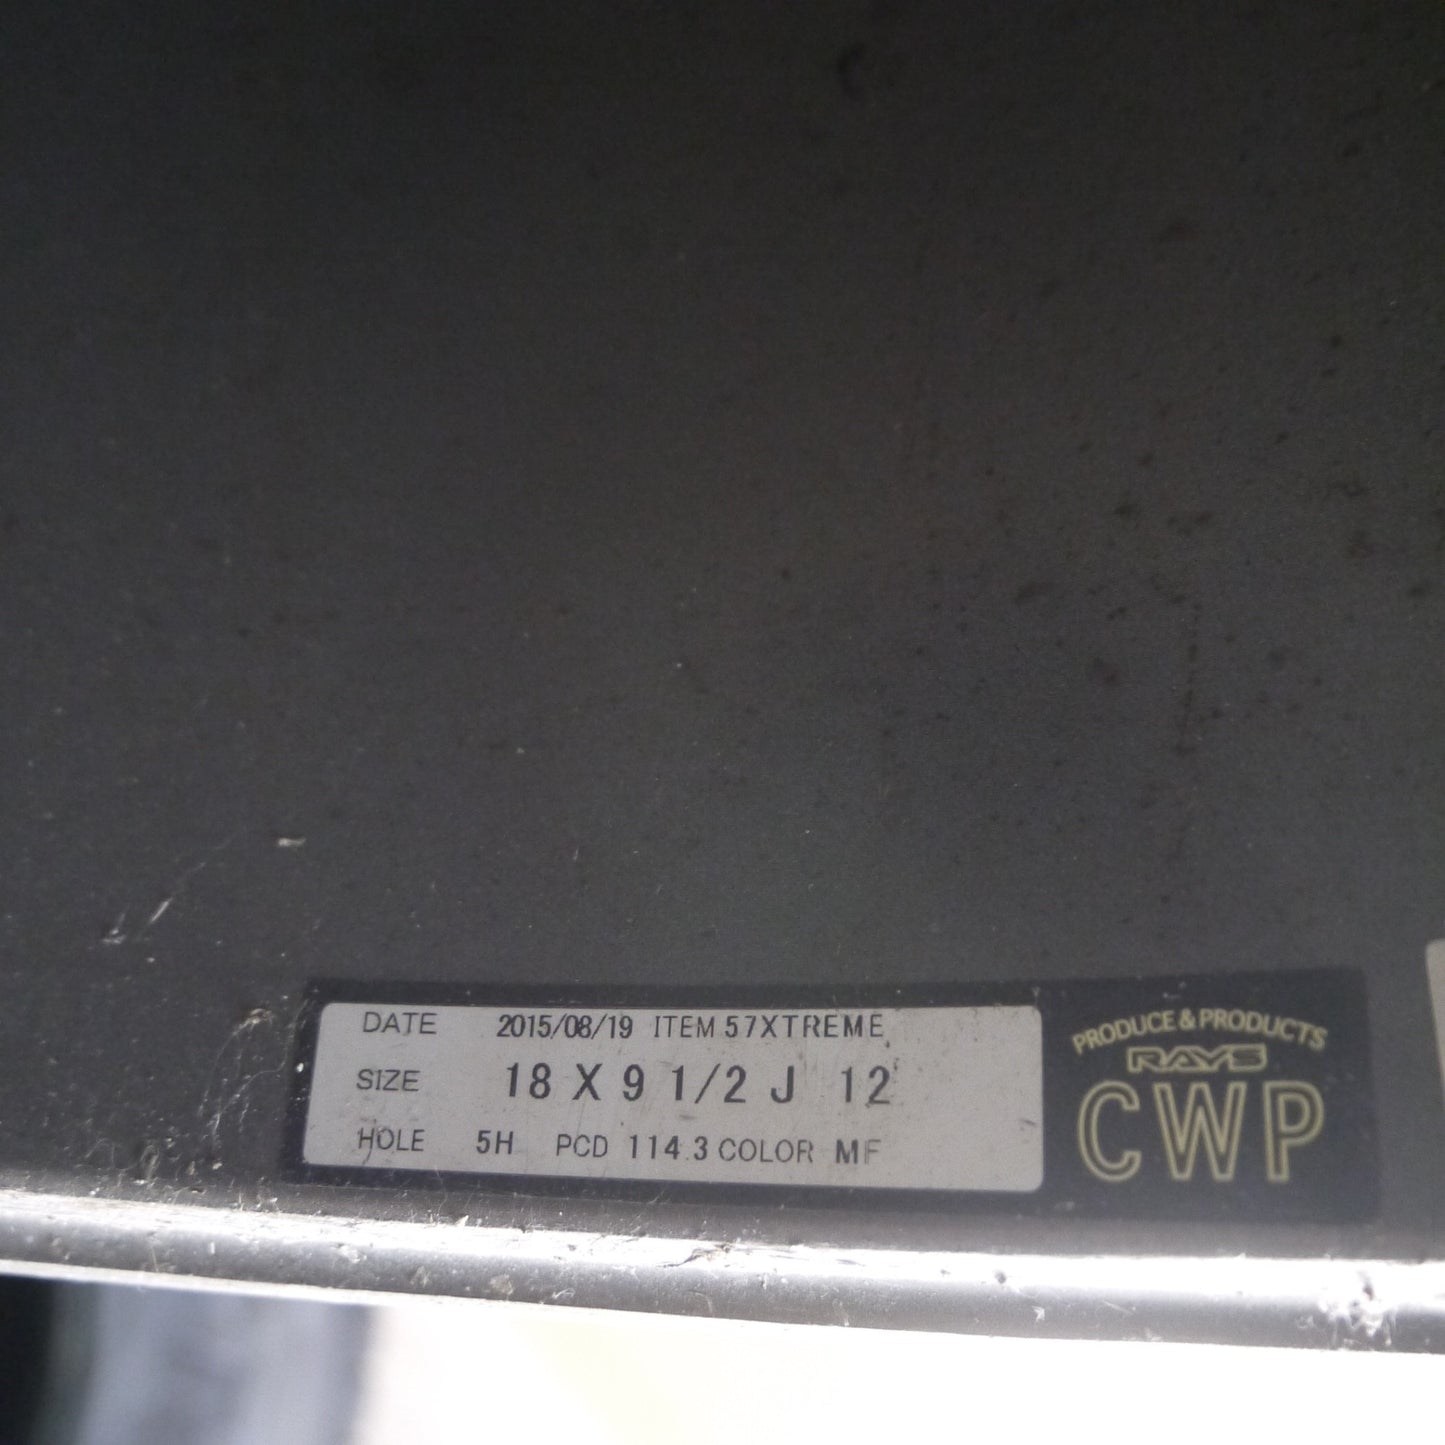 DATE 2015/08/19 ITEM 57XTREME
SIZE 18 X 9 1/2 J 12
HOLE 5H PCD 114.3 COLOR MF
PRODUCE & PRODUCTS
RAYS
CWP